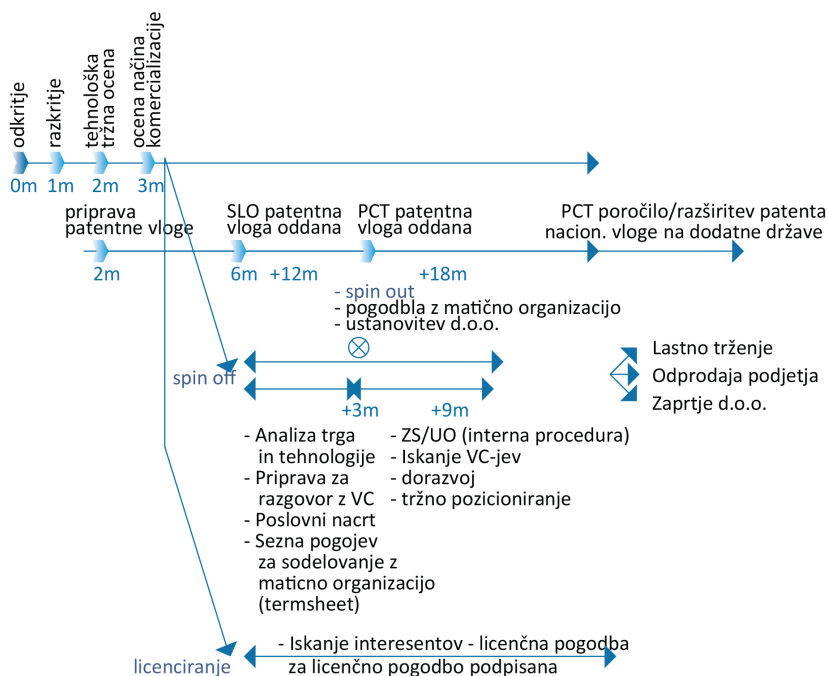 odkritje
razkritje
tehnološka
tržna ocena
ocena načina
komercializacije
0m
1m
2m
3m
priprava
patentne vloge
SLO patentna
vloga oddana
PCT patentna
vloga oddana
PCT poročilo/razširitev patenta
nacion. vloge na dodatne države
2m
6m
+12m
+18m
- spin out
- pogodbla z matično organizacijo
- ustanovitev d.o.o.
spin off
+3m
+9m
Lastno trženje
Odprodaja podjetja
Zaprtje d.o.o.
- Analiza trga
in tehnologije
- Priprava za
razgovor z VC
- Poslovni nacrt
- Sezna pogojev
za sodelovanje z
maticno organizacijo
(termsheet)
- ZS/UO (interna procedura)
- Iskanje VC-jev
- dorazvoj
- tržno pozicioniranje
licenciranje
- Iskanje interesentov - licenčna pogodba
za licenčno pogodbo podpisana